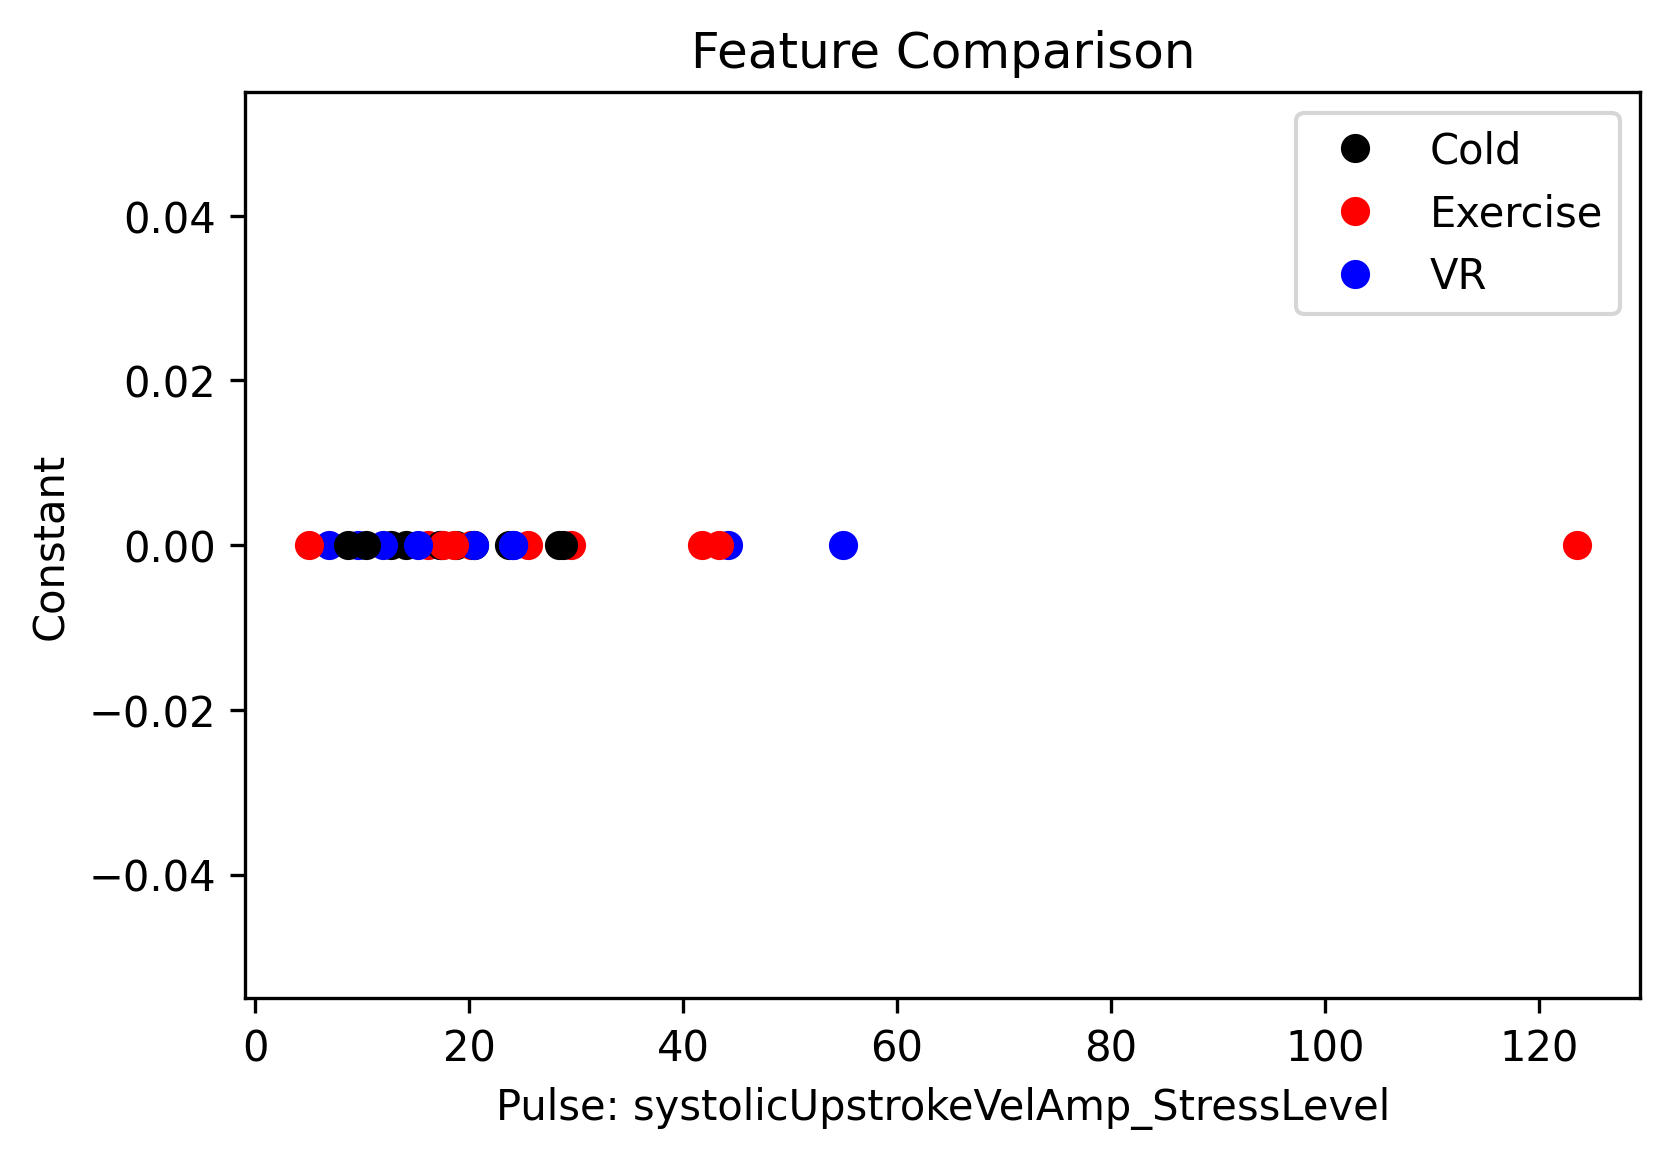 Feature Comparison
Cold
Exercise
VR
0.04
0.02
0.00
−0.02
−0.04
Constant
0 20 40 60 80 100 120
Pulse: systolicUpstrokeVelAmp_StressLevel